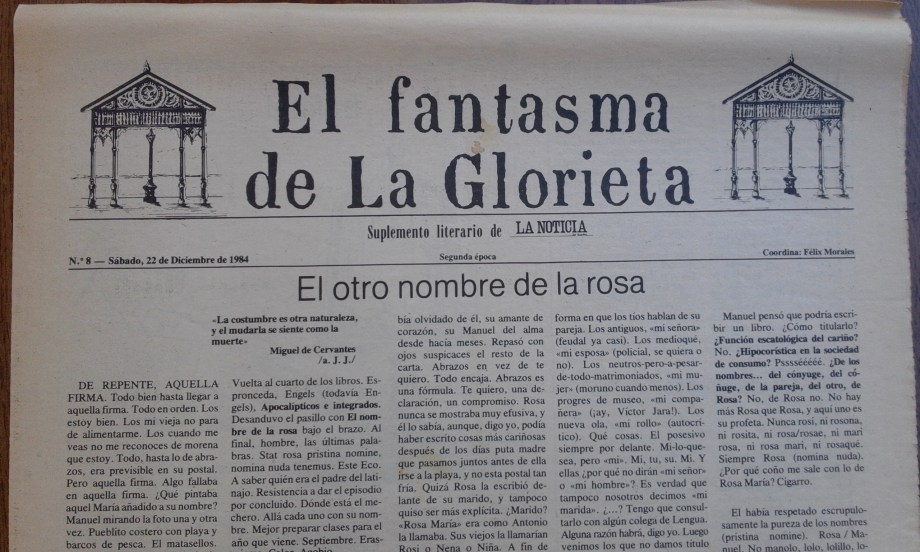 El fantasma
de La Glorieta
Suplemento literario de LA NOTICIA
N.º 8 — Sábado, 22 de Diciembre de 1984
Segunda época
Coordina: Félix Morales
El otro nombre de la rosa
«La costumbre es otra naturaleza,
y el mudarla se siente como la
muerte»
Miguel de Cervantes
/a. J. J./
DE REPENTE, AQUELLA
FIRMA. Todo bien hasta llegar a
aquella firma. Todo en orden. Los
estoy bien. Los mi vieja no para
de alimentarme. Los cuando me
veas no me reconoces de morena
que estoy. Todo, hasta lo de abra-
zos, era previsible en su postal.
Pero aquella firma. Algo fallaba
en aquella firma. ¿Qué pintaba
aquel María añadido a su nombre?
Manuel mirando la foto una y otra
vez. Pueblito costero con playa y
barcos de pesca. El matasellos.
Vuelta al cuarto de los libros. Es-
pronceda, Engels (todavía En-
gels), Apocalípticos e integrados.
Desanduvo el pasillo con El nom-
bre de la rosa bajo el brazo. Al
final, hombre, las últimas pala-
bras. Stat rosa pristina nomine,
nomina nuda tenemus. Este Eco.
A saber quién era el padre del lati-
najo. Resistencia a dar el episodio
por concluido. Dónde está el me-
chero. Allá cada uno con su nom-
bre. Mejor preparar clases para el
año que viene. Septiembre. Eras-
bía olvidado de él, su amante de
corazón, su Manuel del alma
desde hacía meses. Repasó con
ojos suspicaces el resto de la
carta. Abrazos en vez de te
quiero. Todo encaja. Abrazos es
una fórmula. Te quiero, una de-
claración, un compromiso. Rosa
nunca se mostraba muy efusiva, y
él lo sabía, aunque, digo yo, podía
haber escrito cosas más cariñosas
después de los días puta madre
que pasamos juntos antes de ella
irse a la playa, y no esta postal tan
fría. Quizá Rosa la escribió de-
lante de su marido, y tampoco
quiso ser más explícita. ¿Marido?
«Rosa María» era como Antonio
la llamaba. Sus viejos la llamarían
Rosi o Nena o Niña. A fin de
forma en que los tíos hablan de su
pareja. Los antiguos, «mi señora»
(feudal ya casi). Los medioqué,
«mi esposa» (policial, se quiera o
no). Los neutros-pero-a-pesar-
de-todo-matrimoniados, «mi mu-
jer» (moruno cuando menos). Los
progres de museo, «mi compa-
ñera» (¡ay, Víctor Jara!). Los
nueva ola, «mi rollo» (autocrí-
tico). Qué cosas. El posesivo
siempre por delante. Mi-lo-que-
sea, pero «mi». Mi, tu, su. Mi. Y
ellas ¿por qué no dirán «mi señor»
o «mi hombre»? Es verdad que
tampoco nosotros decimos «mi
marida». ¿...? Tengo que consul-
tarlo con algún colega de Lengua.
Alguna razón habrá, digo yo. Luego
venimos los que no damos título
Manuel pensó que podría escri-
bir un libro. ¿Cómo titularlo?
¿Función escatológica del cariño?
No. ¿Hipocorística en la sociedad
de consumo? Psssséééé. ¿De los
nombres... del cónyuge, del có-
ñuge, de la pareja, del otro, de
Rosa? No, de Rosa no. No hay
más Rosa que Rosa, y aquí uno es
su profeta. Nunca rosi, ni rosona,
ni rosita, ni rosa/rosae, ni mari
rosa, ni rosa mari, ni rosaqué.
Siempre Rosa (nomina nuda).
¿Por qué coño me sale con lo de
Rosa María? Cigarro.
El había respetado escrupulo-
samente la pureza de los nombres
(pristina nomine). Rosa / Ma-
nuel. No manolo, lolo, lolillo, lo-